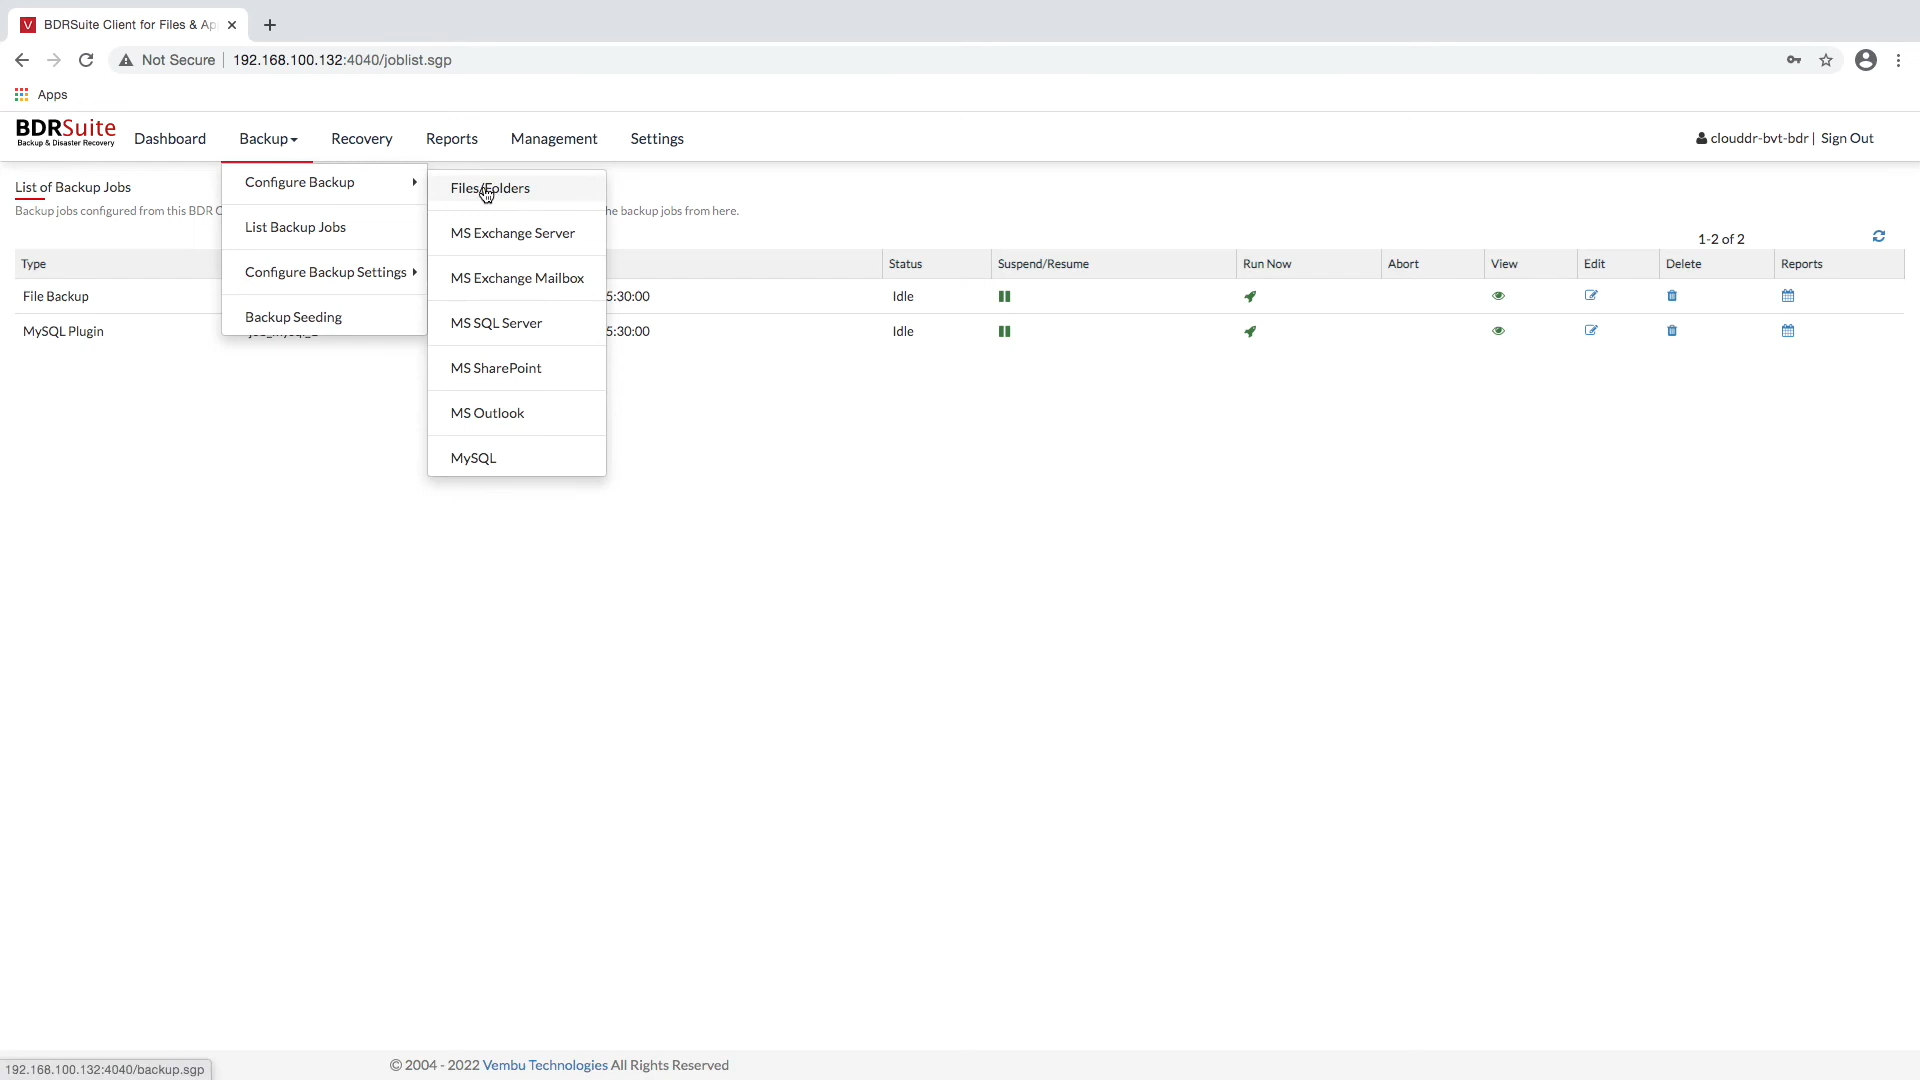 BDRSuite Client for Files & Ap
Not Secure
192.168.100.132:4040/joblist.sgp
Apps
BDRSuite
Backup & Disaster Recovery
Dashboard
Backup
Recovery
Reports
Management
Settings
clouddr-bvt-bdr |
Sign Out
List of Backup Jobs
Backup jobs configured from this BDR C
he backup jobs from here.
Configure Backup
List Backup Jobs
Configure Backup Settings
Backup Seeding
Files/Folders
MS Exchange Server
MS Exchange Mailbox
MS SQL Server
MS SharePoint
MS Outlook
MySQL
1-2 of 2
Type
Status
Suspend/Resume
Run Now
Abort
View
Edit
Delete
Reports
File Backup
5:30:00
Idle
MySQL Plugin
5:30:00
Idle
© 2004 - 2022 Vembu Technologies All Rights Reserved
192.168.100.132:4040/backup.sgp